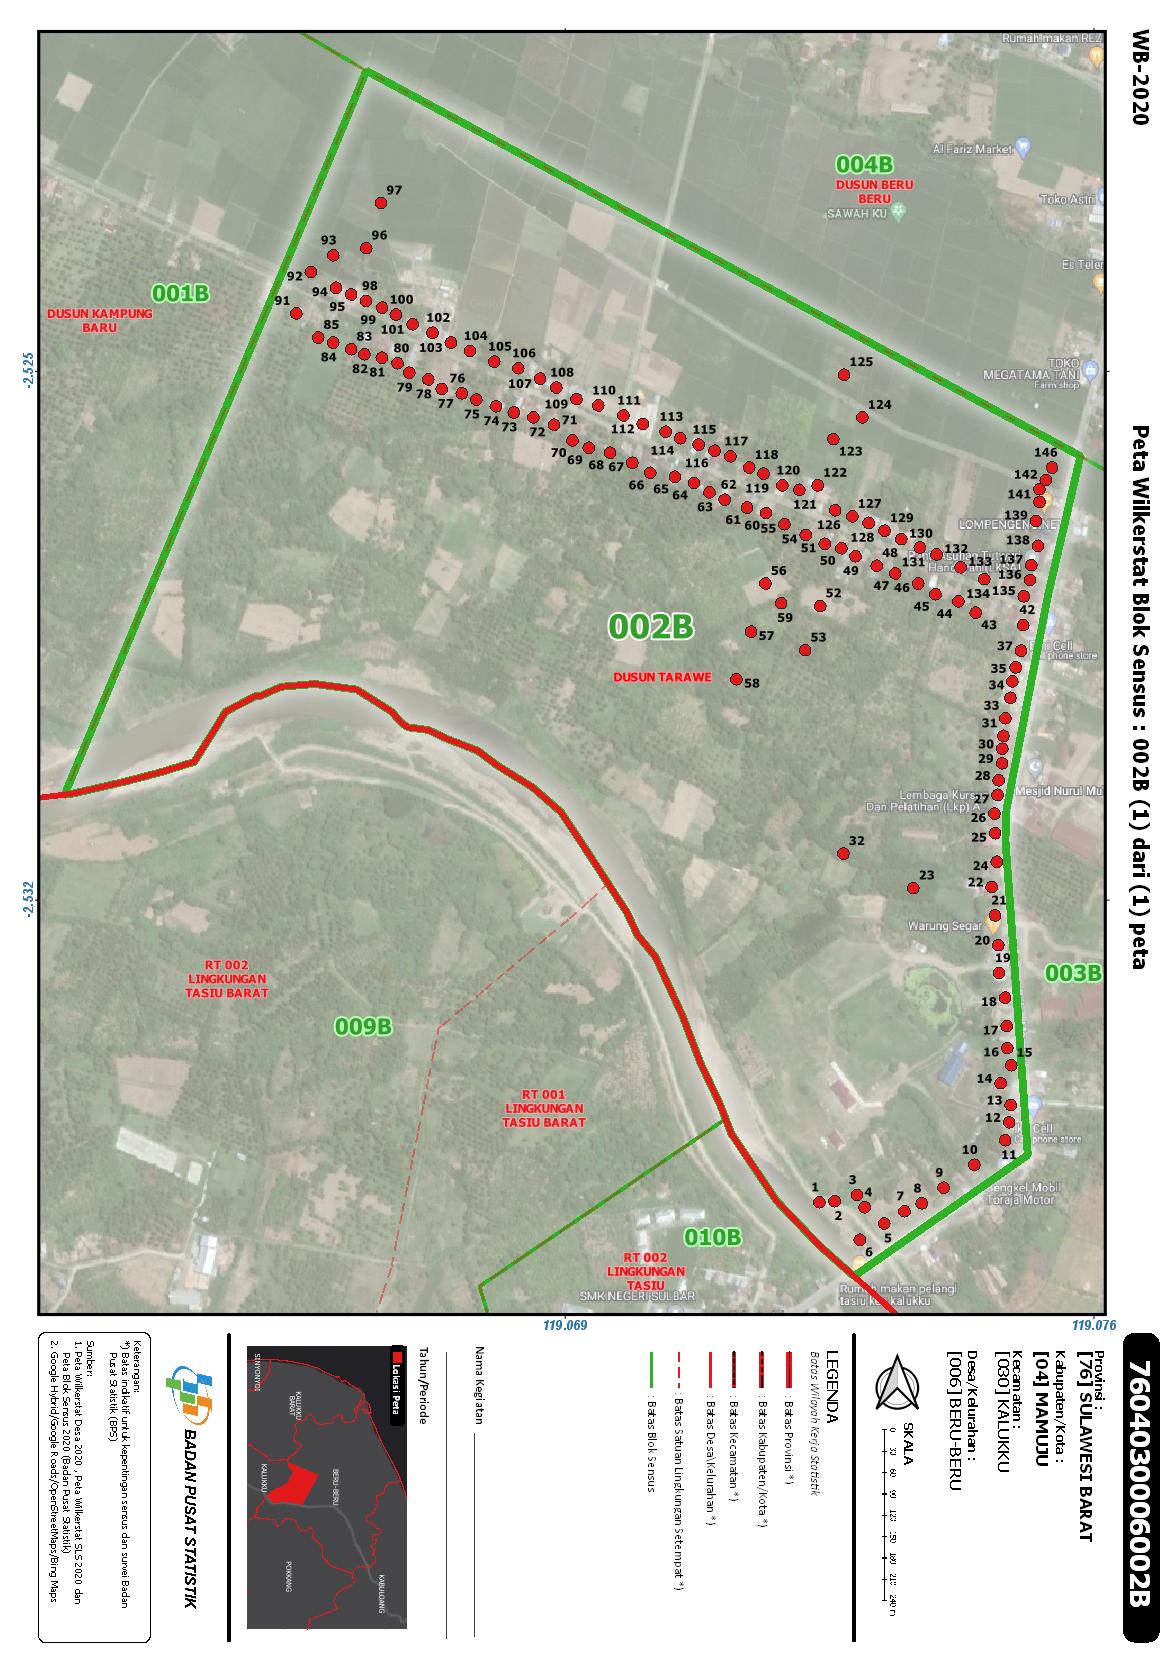 WB-2020
Peta Wilkerstat Blok Sensus : 002B (1) dari (1) peta
Rumah makan REZ
Al Fariz Market
Toko Astri
Es Teler
004B
DUSUN BERU
BERU
SAWAH KU
001B
DUSUN KAMPUNG
BARU
TOKO
MEGATAMA TANI
Farm shop
97
93
96
92
91
94
98
95
100
99
101
102
85
84
83
82
81
80
103
104
105
106
107
108
79
78
77
76
75
74
73
72
109
110
111
112
71
70
69
68
67
66
65
64
63
62
113
114
115
116
117
118
119
120
121
122
123
124
125
61
60
55
54
51
126
127
128
129
130
131
132
133
134
135
136
137
138
139
141
142
146
50
49
48
47
46
45
44
43
42
56
59
57
58
52
53
LOMPENGENG.NET
Cell
phone store
002B
DUSUN TARAWE
37
35
34
33
31
30
29
28
27
26
25
24
22
21
20
19
18
17
16
15
14
13
12
11
10
9
8
7
6
5
4
3
2
1
32
23
Lembaga Kurs
Dan Pelatihan (Lkp) A
Mesjid Nurul Mu
Warung Segar
003B
RT 002
LINGKUNGAN
TASIU BARAT
009B
RT 001
LINGKUNGAN
TASIU BARAT
Cell
Cell phone store
Bengkel Mobil
Toraja Motor
010B
RT 002
LINGKUNGAN
TASIU
SMK NEGERI SULBAR
Rumah makan pelangi
tasiu kec kalukku
-2.525
-2.532
119.069
119.076
7604030006002B
Provinsi :
[76] SULAWESI BARAT
Kabupaten/Kota :
[04] MAMUJU
Kecamatan :
[030] KALUKKU
Desa/Kelurahan :
[006] BERU-BERU
SKALA
0 30 60 90 120 150 180 210 240 m
LEGENDA
Batas Wilayah Kerja Statistik
: Batas Provinsi *)
: Batas Kabupaten/Kota *)
: Batas Kecamatan *)
: Batas Desa\Kelurahan *)
: Batas Satuan Lingkungan Setempat *)
: Batas Blok Sensus
Nama Kegiatan
Tahun/Periode
Lokasi Peta
SINYONYOI
KALUKKU
BARAT
KALUKKU
BERU-BERU
POKKANG
KABULOANG
BADAN PUSAT STATISTIK
Keterangan:
*) Batas indikatif untuk kepentingan sensus dan survei Badan
Pusat Statistik (BPS)
Sumber:
1. Peta Wilkerstat Desa 2020 , Peta Wilkerstat SLS 2020 dan
Peta Blok Sensus 2020 (Badan Pusat Statistik)
2. Google Hybrid/Google Roads/OpenStreetMaps/Bing Maps